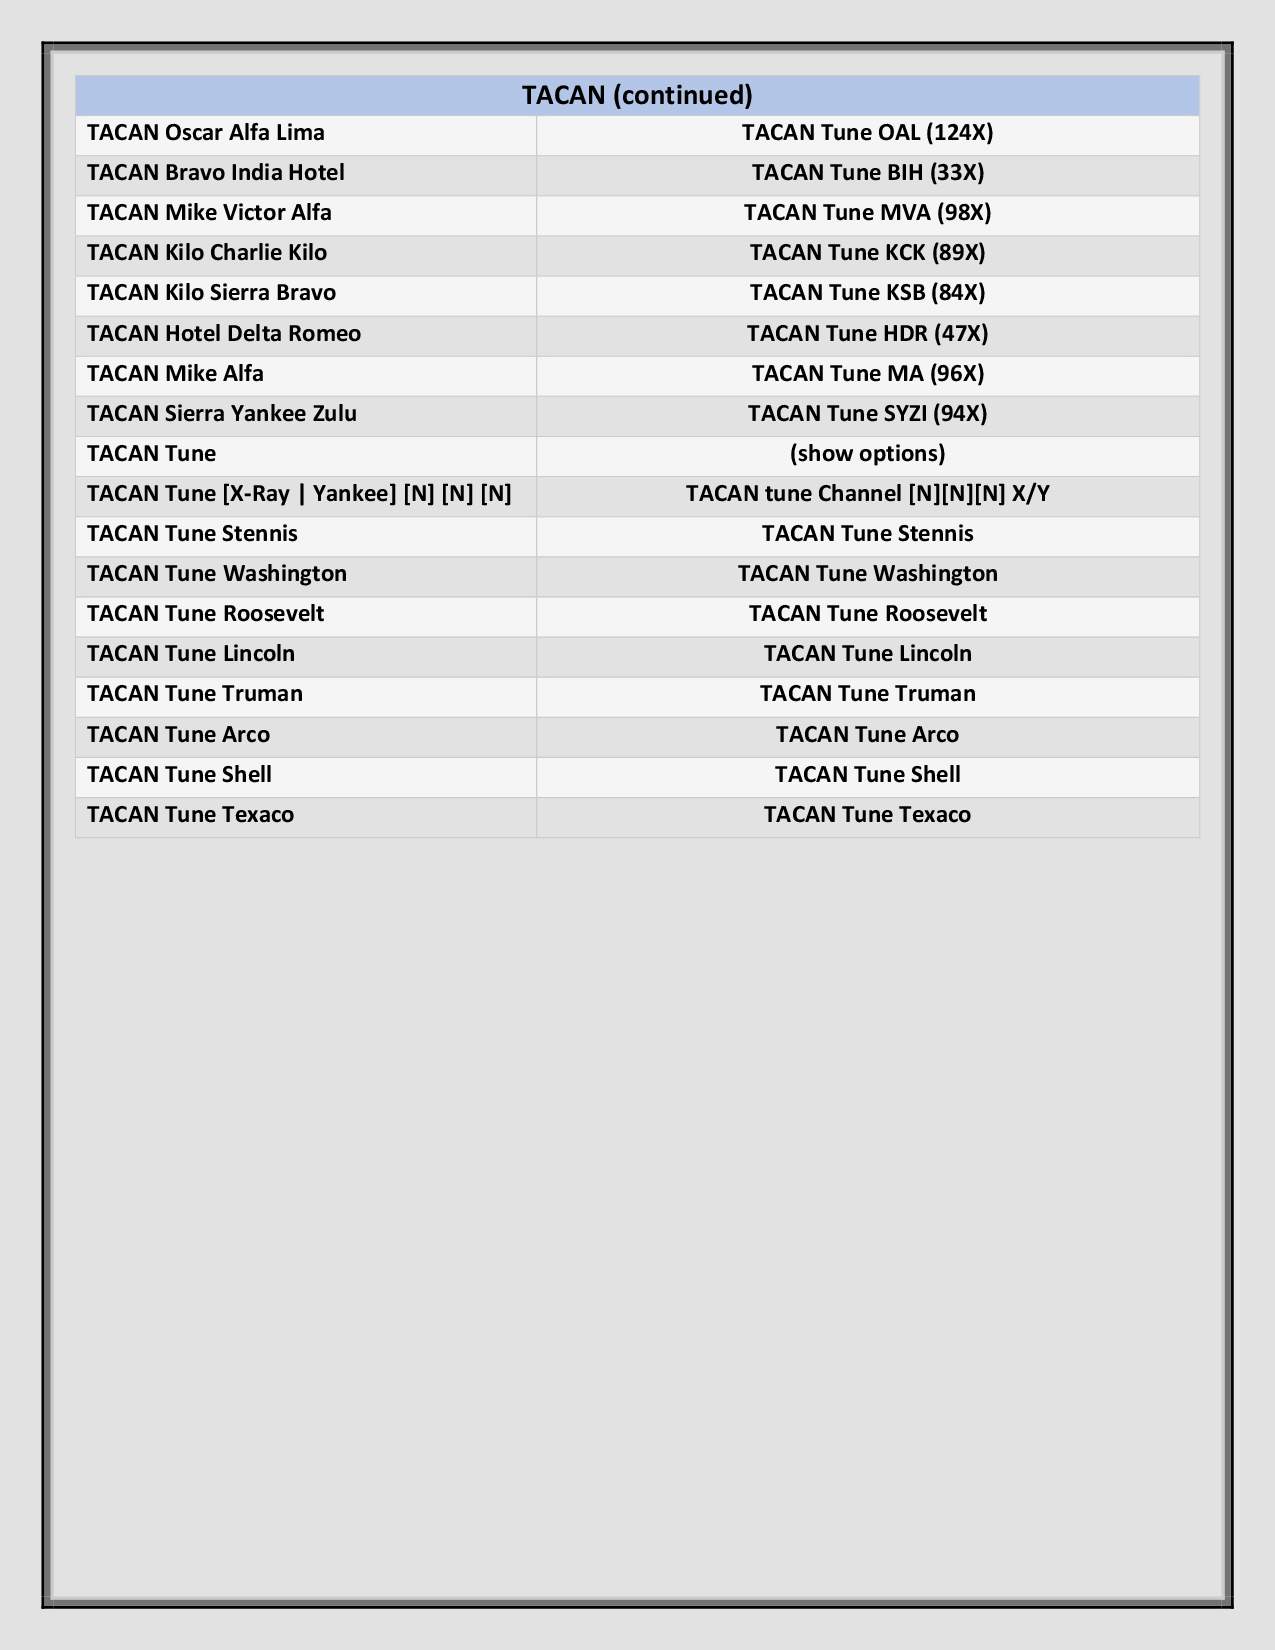 TACAN (continued)
TACAN Oscar Alfa Lima TACAN Tune OAL (124X)
TACAN Bravo India Hotel TACAN Tune BIH (33X)
TACAN Mike Victor Alfa TACAN Tune MVA (98X)
TACAN Kilo Charlie Kilo TACAN Tune KCK (89X)
TACAN Kilo Sierra Bravo TACAN Tune KSB (84X)
TACAN Hotel Delta Romeo TACAN Tune HDR (47X)
TACAN Mike Alfa TACAN Tune MA (96X)
TACAN Sierra Yankee Zulu TACAN Tune SYZI (94X)
TACAN Tune (show options)
TACAN Tune [X-Ray | Yankee] [N] [N] [N] TACAN tune Channel [N][N][N] X/Y
TACAN Tune Stennis TACAN Tune Stennis
TACAN Tune Washington TACAN Tune Washington
TACAN Tune Roosevelt TACAN Tune Roosevelt
TACAN Tune Lincoln TACAN Tune Lincoln
TACAN Tune Truman TACAN Tune Truman
TACAN Tune Arco TACAN Tune Arco
TACAN Tune Shell TACAN Tune Shell
TACAN Tune Texaco TACAN Tune Texaco